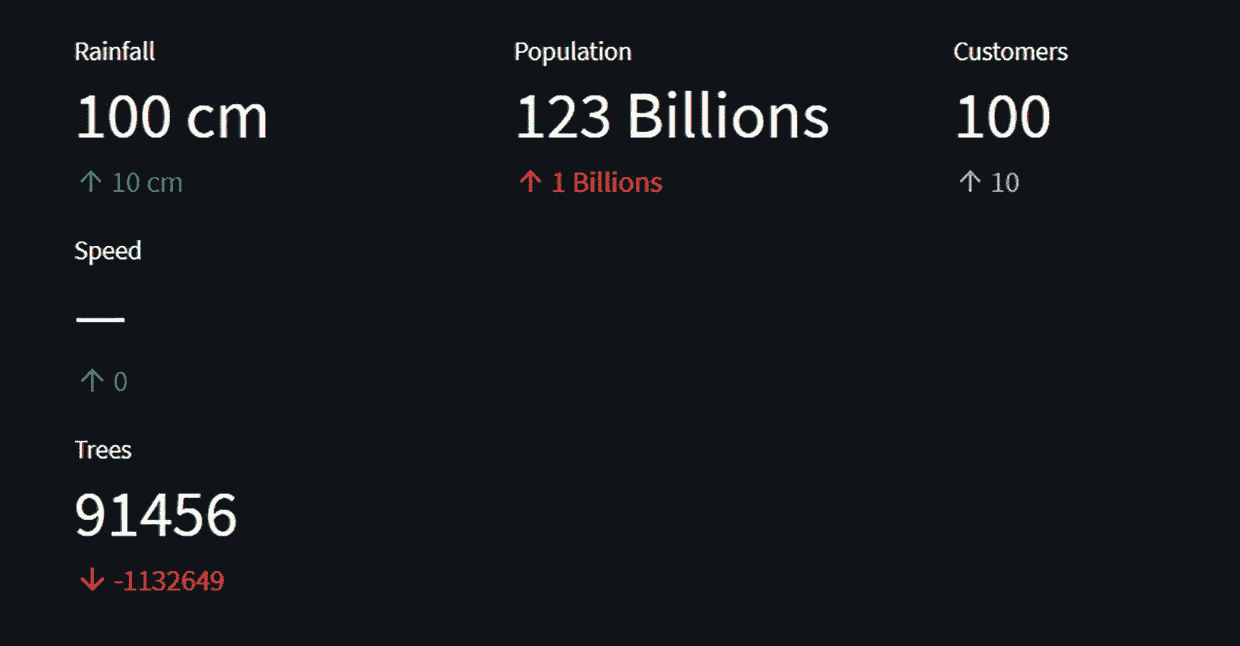 Rainfall
100 cm
↑ 10 cm
Population
123 Billions
↑ 1 Billions
Customers
100
↑ 10
Speed
—
↑ 0
Trees
91456
↓ -1132649